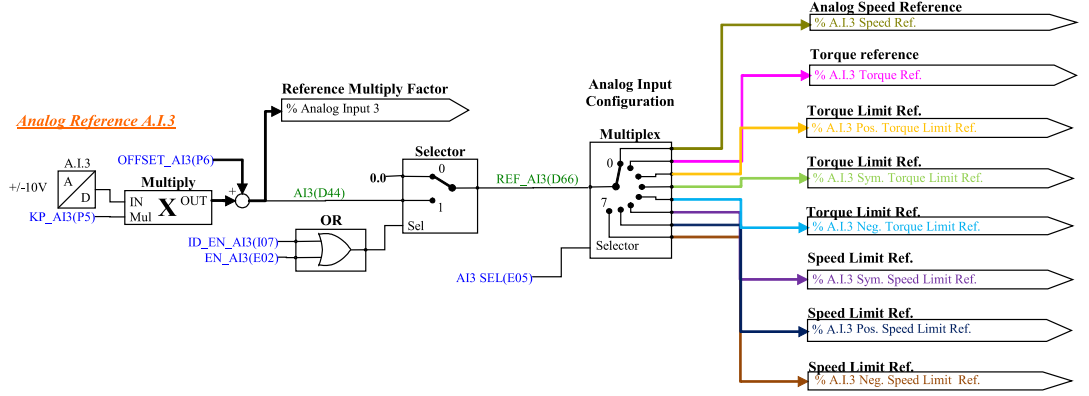 Analog Reference A.I.3
+/-10V
A.I.3
A
D
KP_AI3(P5)
OFFSET_AI3(P6)
Multiply
IN
Mul
X
OUT
+
Reference Multiply Factor
% Analog Input 3
AI3(D44)
0.0
ID_EN_AI3(I07)
EN_AI3(E02)
OR
Selector
0
1
Sel
REF_AI3(D66)
AI3 SEL(E05)
Analog Input
Configuration
Multiplex
0
7
Selector
Analog Speed Reference
% A.I.3 Speed Ref.
Torque reference
% A.I.3 Torque Ref.
Torque Limit Ref.
% A.I.3 Pos. Torque Limit Ref.
Torque Limit Ref.
% A.I.3 Sym. Torque Limit Ref.
Torque Limit Ref.
% A.I.3 Neg. Torque Limit Ref.
Speed Limit Ref.
% A.I.3 Sym. Speed Limit Ref.
Speed Limit Ref.
% A.I.3 Pos. Speed Limit Ref.
Speed Limit Ref.
% A.I.3 Neg. Speed Limit Ref.